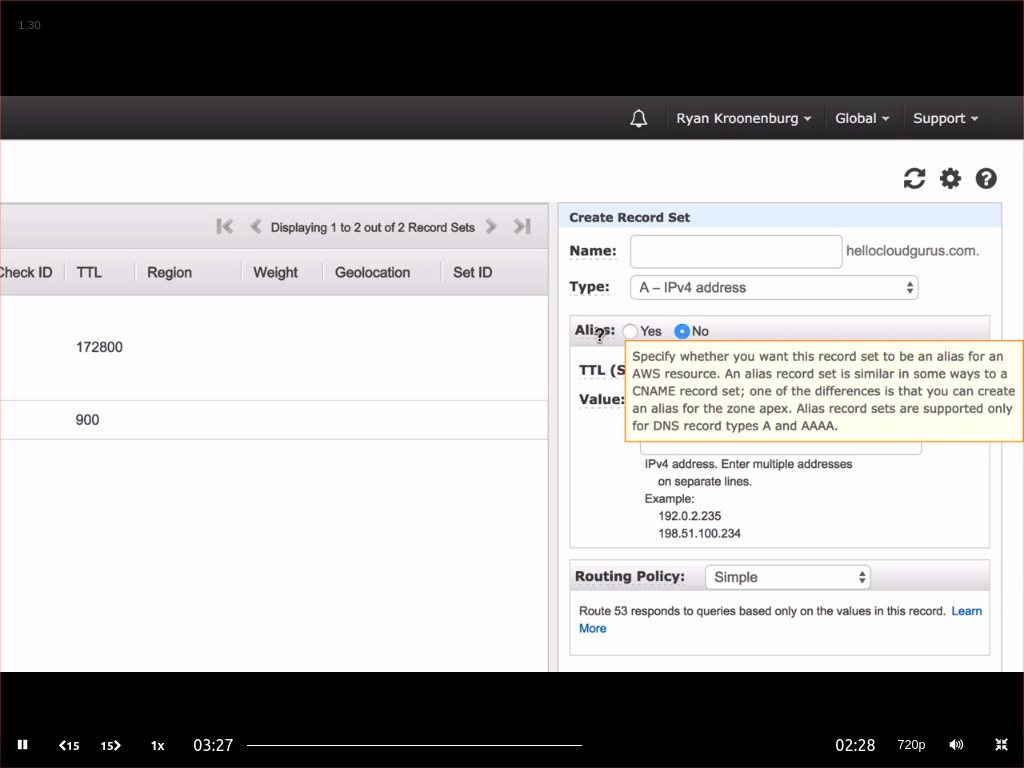 1.30
Ryan Kroonenburg Global Support
Displaying 1 to 2 out of 2 Record Sets
Check ID TTL Region Weight Geolocation Set ID
172800
900
Create Record Set
Name: hellocloudgurus.com.
Type: A – IPv4 address
Alias: Yes No
TTL (S
Specify whether you want this record set to be an alias for an
AWS resource. An alias record set is similar in some ways to a
CNAME record set; one of the differences is that you can create
an alias for the zone apex. Alias record sets are supported only
for DNS record types A and AAAA.
Value:
IPv4 address. Enter multiple addresses
on separate lines.
Example:
192.0.2.235
198.51.100.234
Routing Policy: Simple
Route 53 responds to queries based only on the values in this record. Learn
More
15 15 1x 03:27 02:28 720p